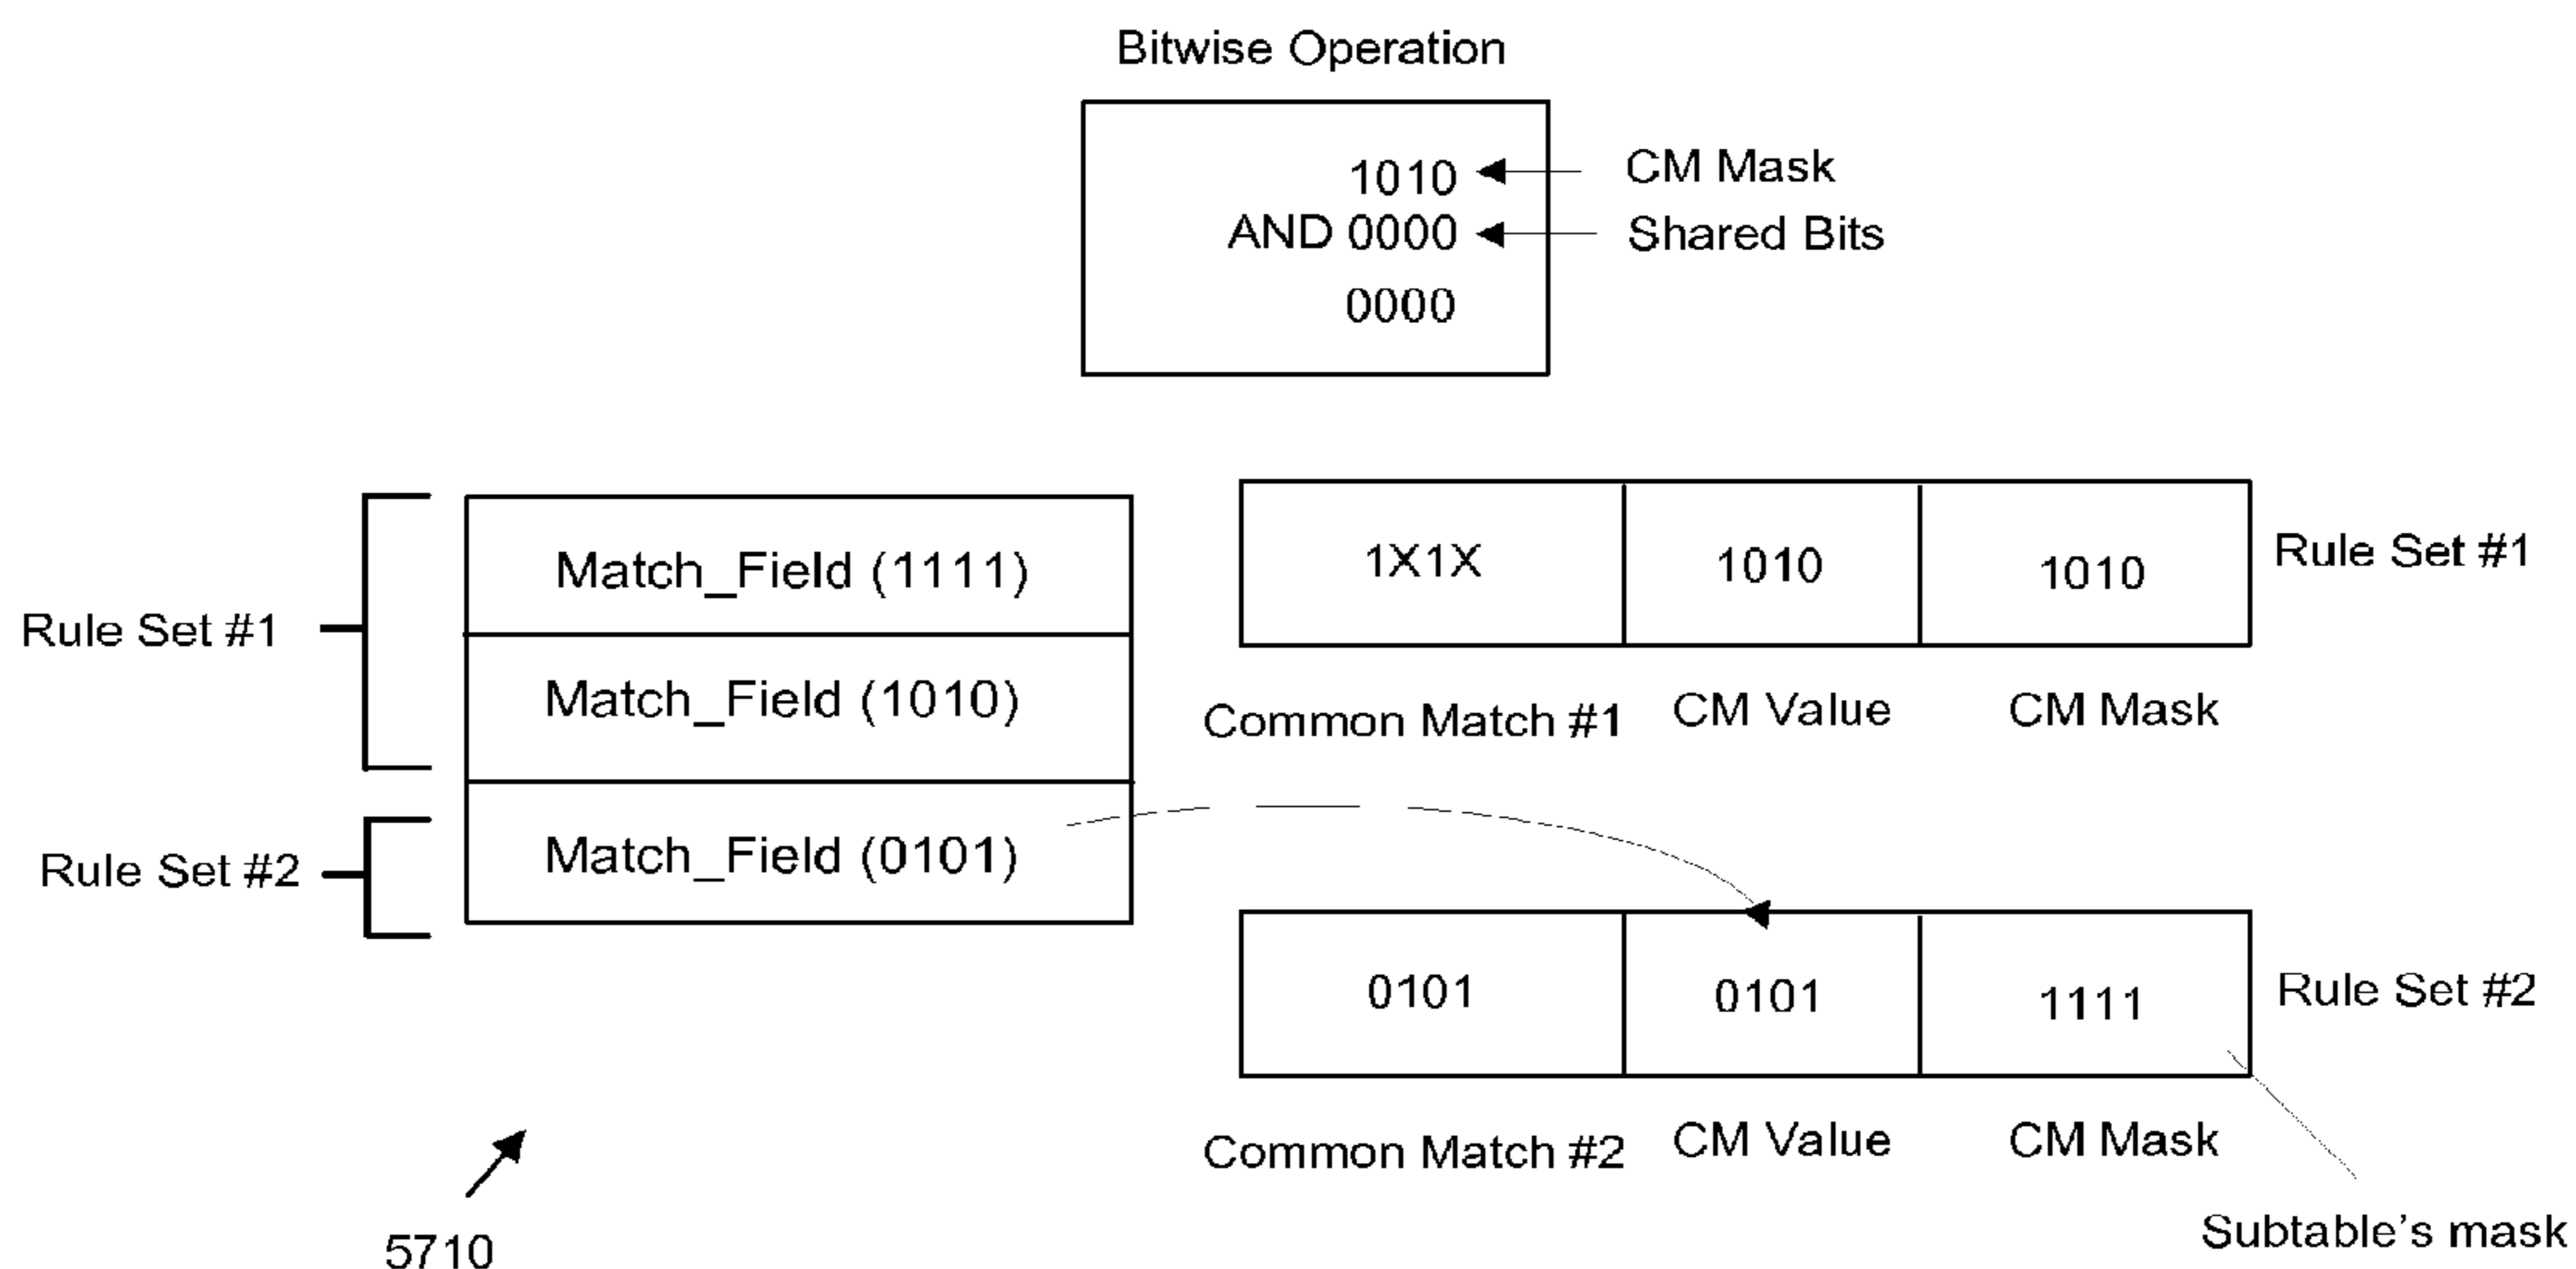 Bitwise Operation
1010
CM Mask
AND 0000
Shared Bits
0000
Rule Set #1
Match_Field (1111)
Match_Field (1010)
Rule Set #2
Match_Field (0101)
1X1X
1010
1010
Rule Set #1
Common Match #1
CM Value
CM Mask
0101
0101
1111
Rule Set #2
Common Match #2
CM Value
CM Mask
Subtable's mask
5710